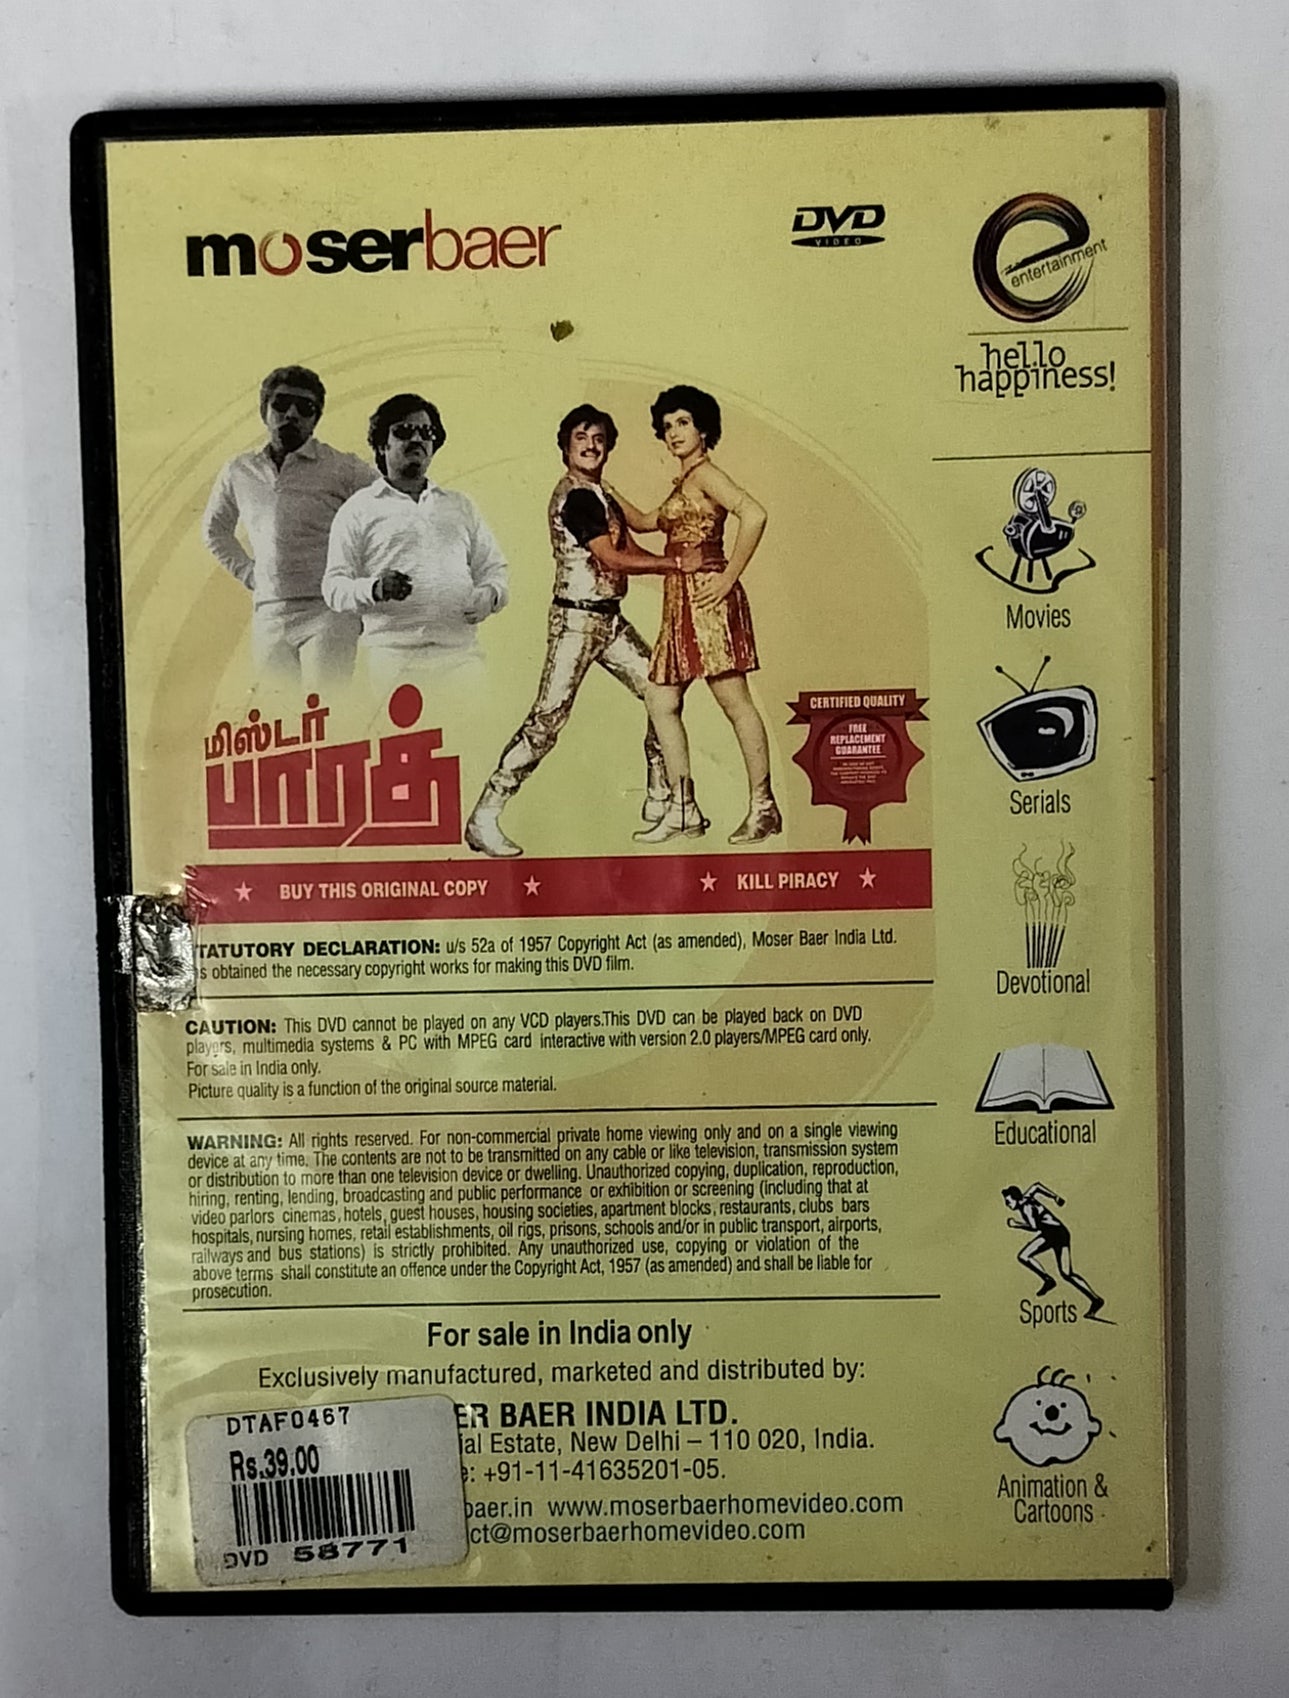 moserbaer
DVD
VIDEO
entertainment
hello
happiness!
Movies
Serials
Devotional
Educational
Sports
Animation &
Cartoons
மிஸ்டர்
பாரத்
CERTIFIED QUALITY
FREE
REPLACEMENT
GUARANTEE
BUY THIS ORIGINAL COPY
KILL PIRACY
TATUTORY DECLARATION: u/s 52a of 1957 Copyright Act (as amended), Moser Baer India Ltd.
s obtained the necessary copyright works for making this DVD film.
CAUTION: This DVD cannot be played on any VCD players.This DVD can be played back on DVD
players, multimedia systems & PC with MPEG card interactive with version 2.0 players/MPEG card only.
For sale in India only.
Picture quality is a function of the original source material.
WARNING: All rights reserved. For non-commercial private home viewing only and on a single viewing
device at any time. The contents are not to be transmitted on any cable or like television, transmission system
or distribution to more than one television device or dwelling. Unauthorized copying, duplication, reproduction,
hiring, renting, lending, broadcasting and public performance or exhibition or screening (including that at
video parlors cinemas, hotels, guest houses, housing societies, apartment blocks, restaurants, clubs bars
hospitals, nursing homes, retail establishments, oil rigs, prisons, schools and/or in public transport, airports,
railways and bus stations) is strictly prohibited. Any unauthorized use, copying or violation of the
above terms shall constitute an offence under the Copyright Act, 1957 (as amended) and shall be liable for
prosecution.
For sale in India only
Exclusively manufactured, marketed and distributed by:
ER BAER INDIA LTD.
ial Estate, New Delhi – 110 020, India.
e: +91-11-41635201-05.
baer.in www.moserbaerhomevideo.com
ct@moserbaerhomevideo.com
DTAF0467
Rs.39.00
DVD 58771